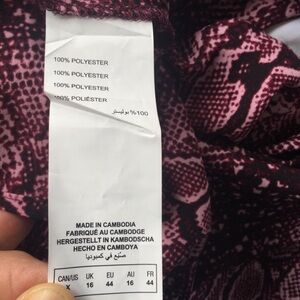 100% POLYESTER
100% POLYESTER
100% POLYESTER
100% POLIÉSTER
100% بوليستر
MADE IN CAMBODIA
FABRIQUÉ AU CAMBODGE
HERGESTELLT IN KAMBODSCHA
HECHO EN CAMBOYA
صنع في كمبوديا
CAN/US UK EU AU FR
X 16 44 16 44